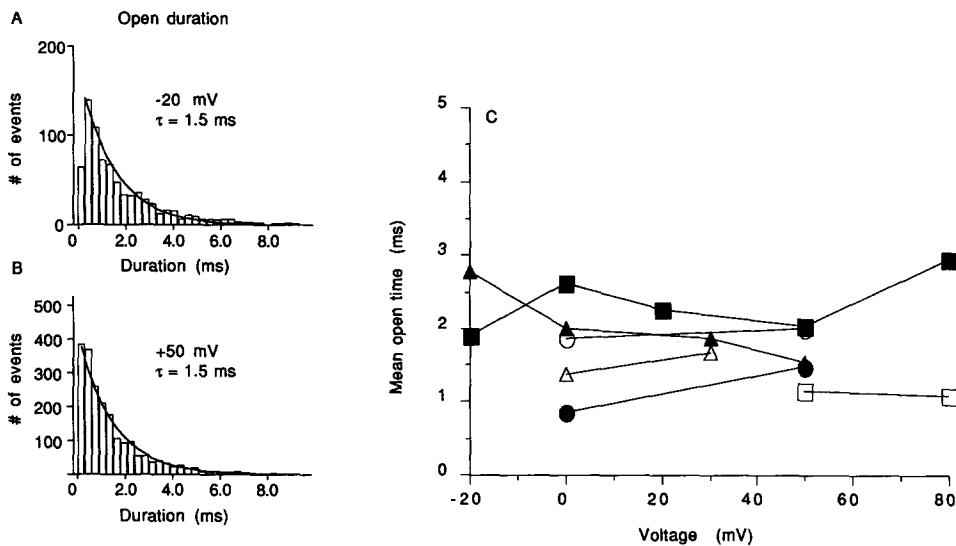 A
Open duration
200
100
0
# of events
-20 mV
τ = 1.5 ms
0 2.0 4.0 6.0 8.0
Duration (ms)
B
500
400
300
200
100
# of events
+50 mV
τ = 1.5 ms
0 2.0 4.0 6.0 8.0
Duration (ms)
C
5
4
3
2
1
0
Mean open time (ms)
-20 0 20 40 60 80
Voltage (mV)